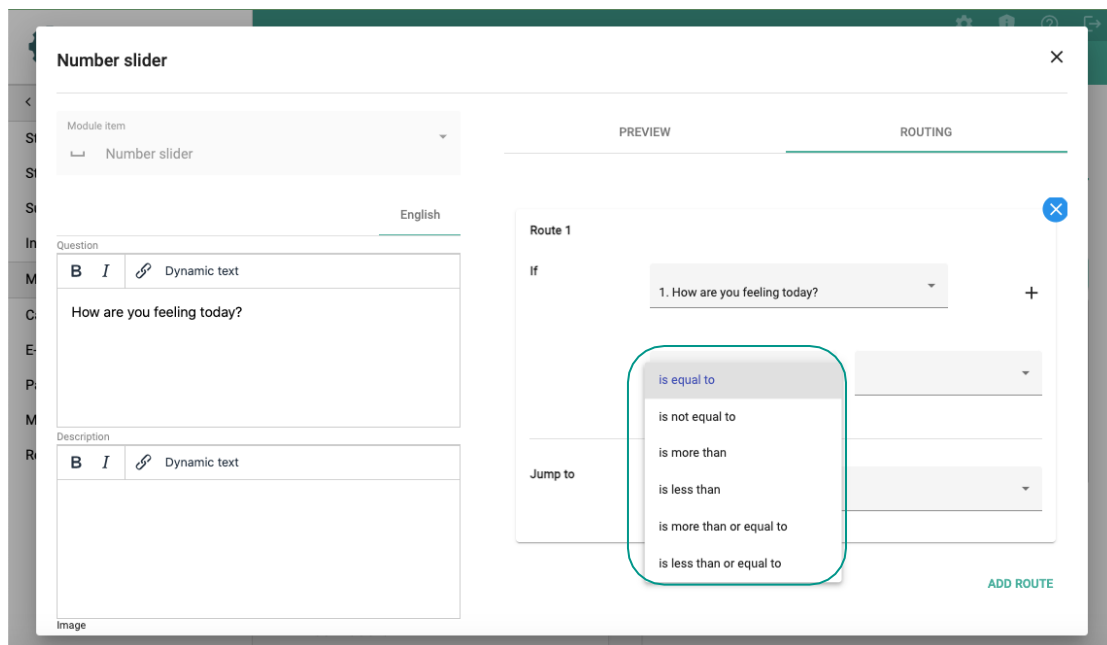 Number slider
Module item
Number slider
English
Question
B I Dynamic text
How are you feeling today?
Description
B I Dynamic text
Image
PREVIEW
ROUTING
Route 1
If
1. How are you feeling today?
is equal to
is not equal to
is more than
is less than
is more than or equal to
is less than or equal to
Jump to
ADD ROUTE